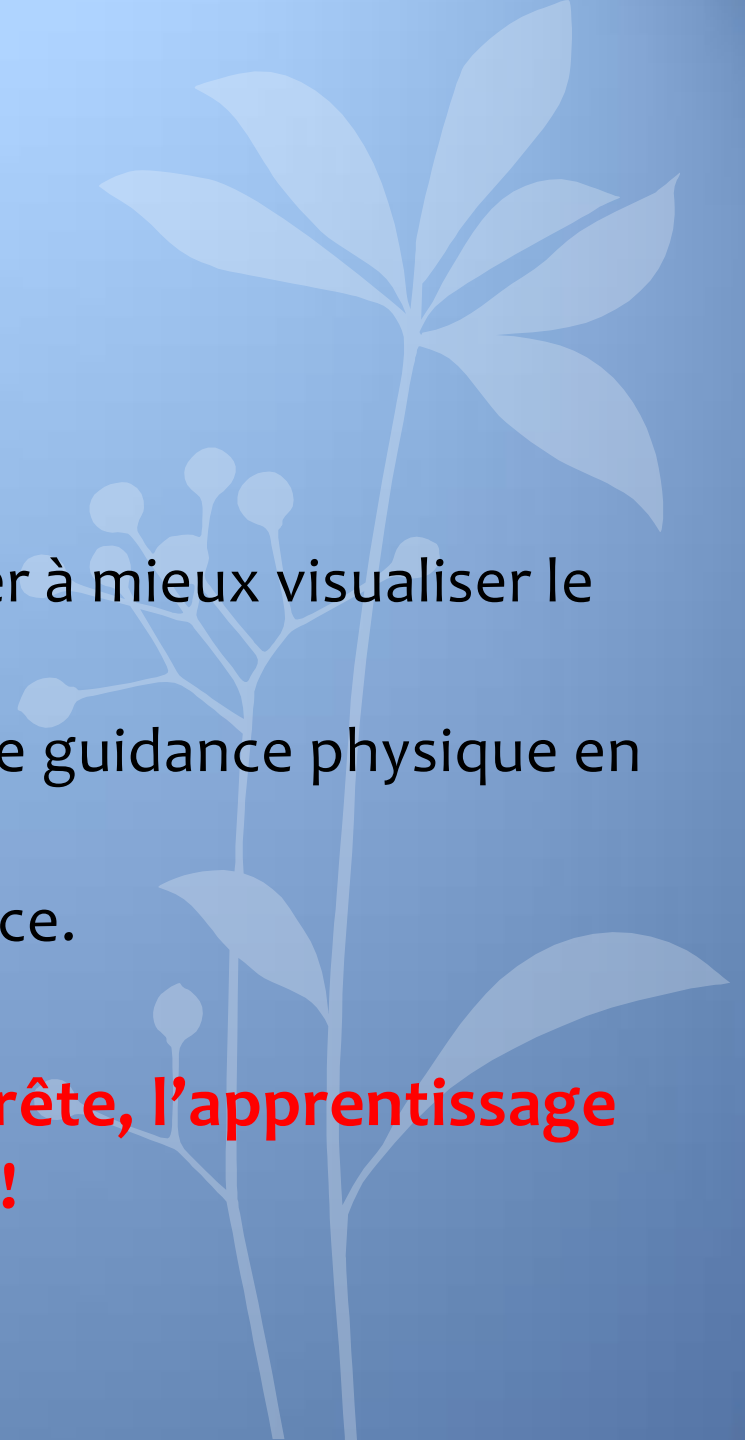 er à mieux visualiser le
e guidance physique en
ce.
rête, l’apprentissage
!